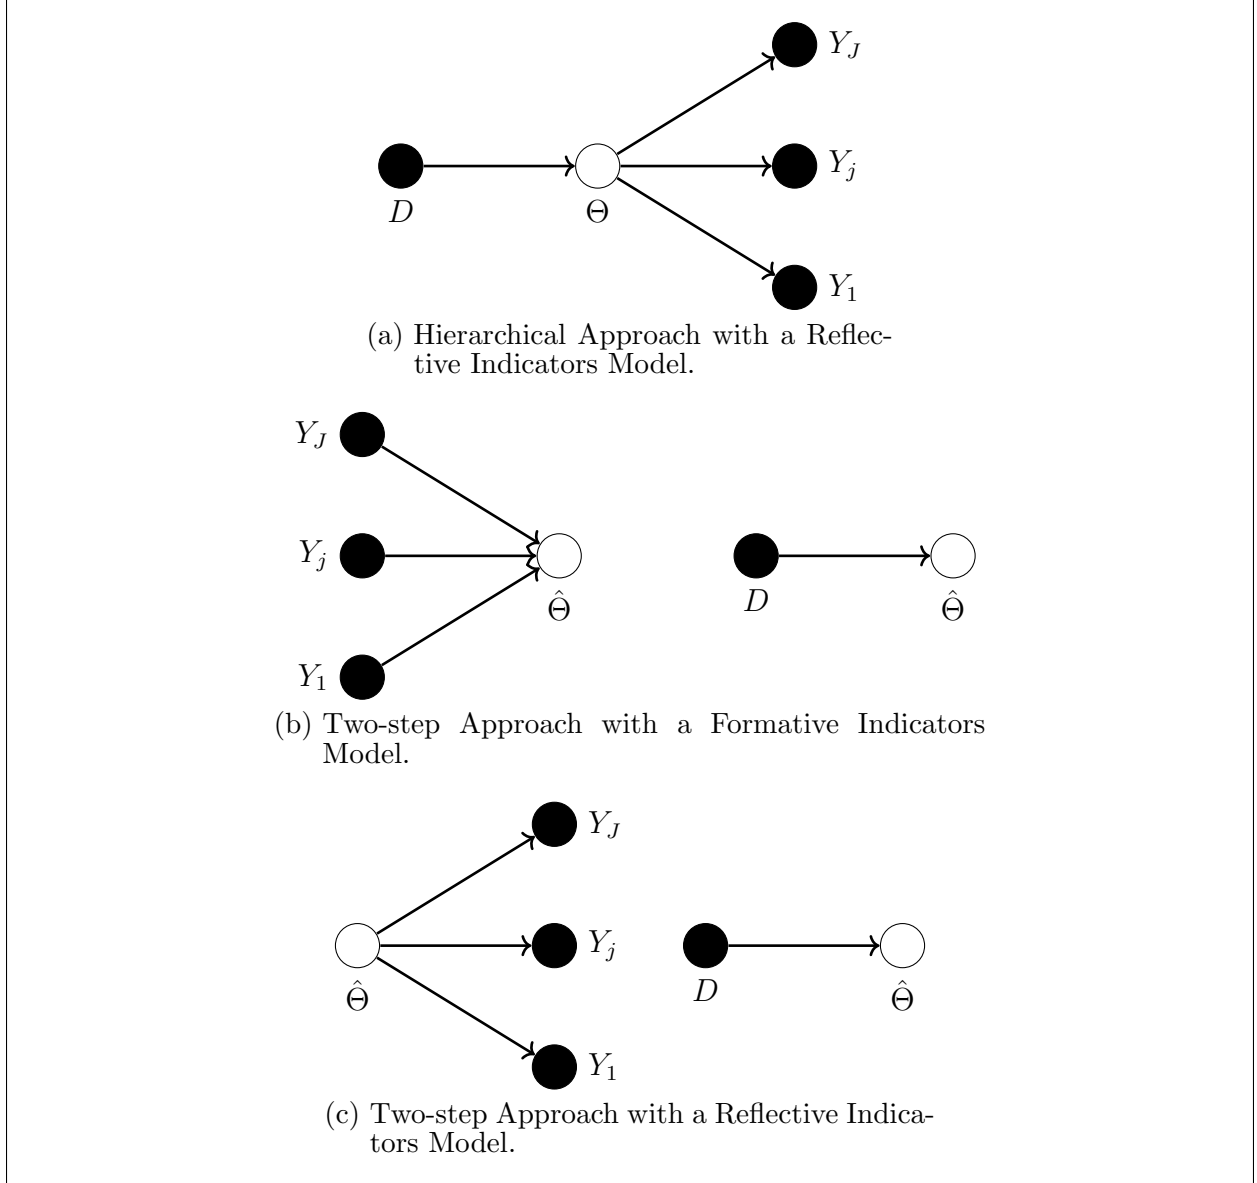 Y_J
Y_j
D
Θ
Y_1
(a) Hierarchical Approach with a Reflec-
tive Indicators Model.
Y_J
Y_j
Θ̂
D
Θ̂
Y_1
(b) Two-step Approach with a Formative Indicators
Model.
Y_J
Y_j
Θ̂
D
Θ̂
Y_1
(c) Two-step Approach with a Reflective Indica-
tors Model.